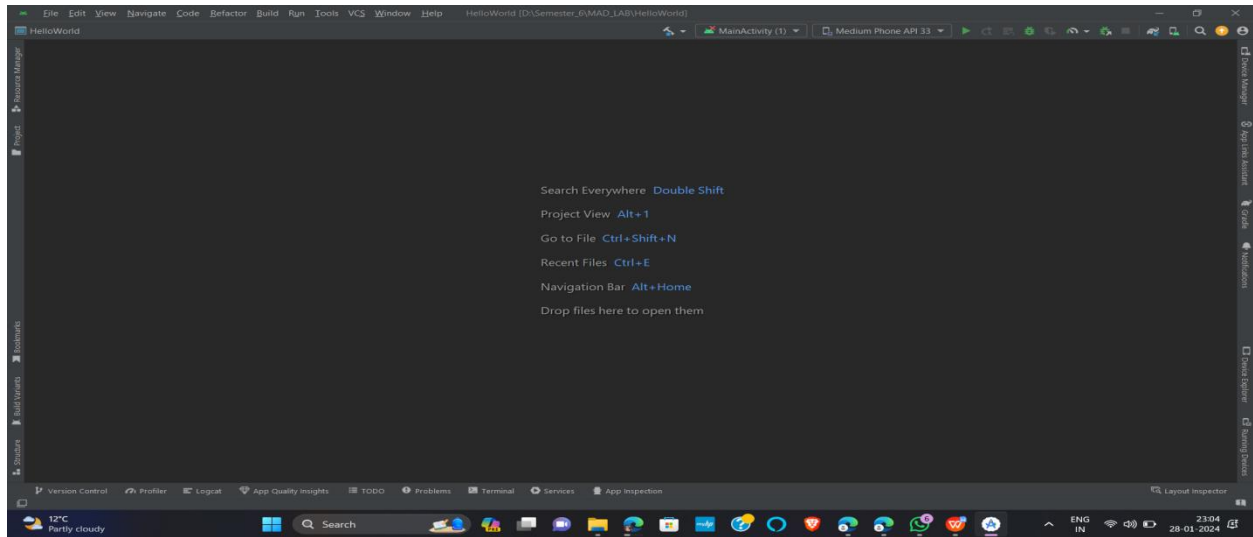 File Edit View Navigate Code Refactor Build Run Tools VCS Window Help HelloWorld [D:\Semester_6\MAD_LAB\HelloWorld]
HelloWorld MainActivity (1) Medium Phone API 33
Resource Manager
Project
Bookmarks
Build Variants
Structure
Search Everywhere Double Shift
Project View Alt+1
Go to File Ctrl+Shift+N
Recent Files Ctrl+E
Navigation Bar Alt+Home
Drop files here to open them
Device Manager
App Links Assistant
Gradle
Notifications
Device Explorer
Running Devices
Version Control Profiler Logcat App Quality Insights TODO Problems Terminal Services App Inspection Layout Inspector
12°C
Partly cloudy
Search
ENG
IN
23:04
28-01-2024